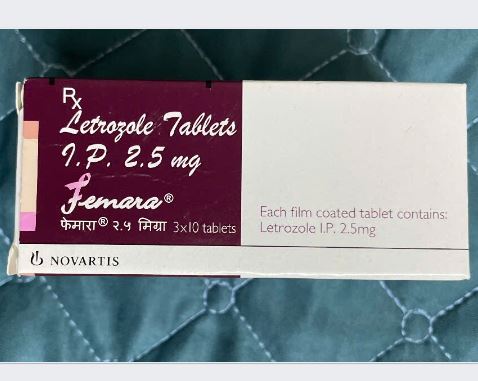 Rx
Letrozole Tablets
I.P. 2.5 mg
Femara®
फेमारा® २.५ मिग्रा 3x10 tablets
NOVARTIS
Each film coated tablet contains:
Letrozole I.P. 2.5mg